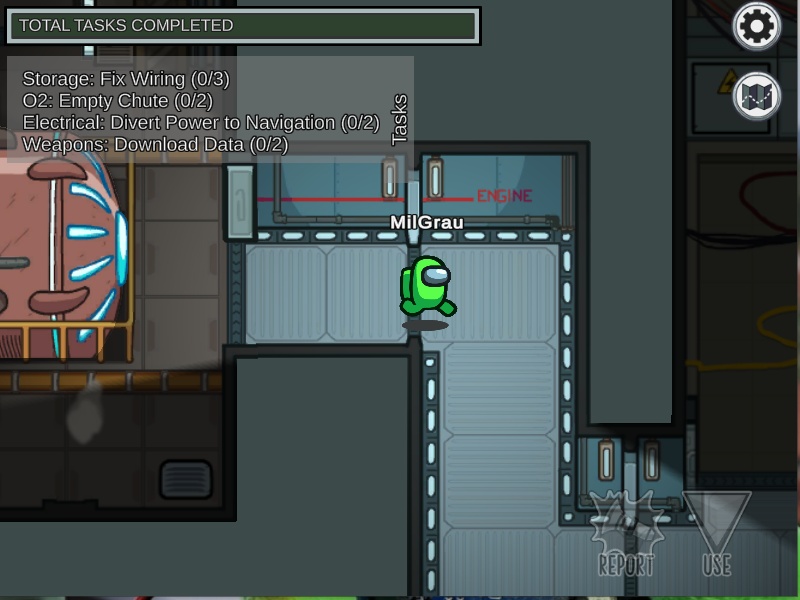 TOTAL TASKS COMPLETED
Storage: Fix Wiring (0/3)
O2: Empty Chute (0/2)
Electrical: Divert Power to Navigation (0/2)
Weapons: Download Data (0/2)
Tasks
ENGINE
MilGrau
REPORT
USE